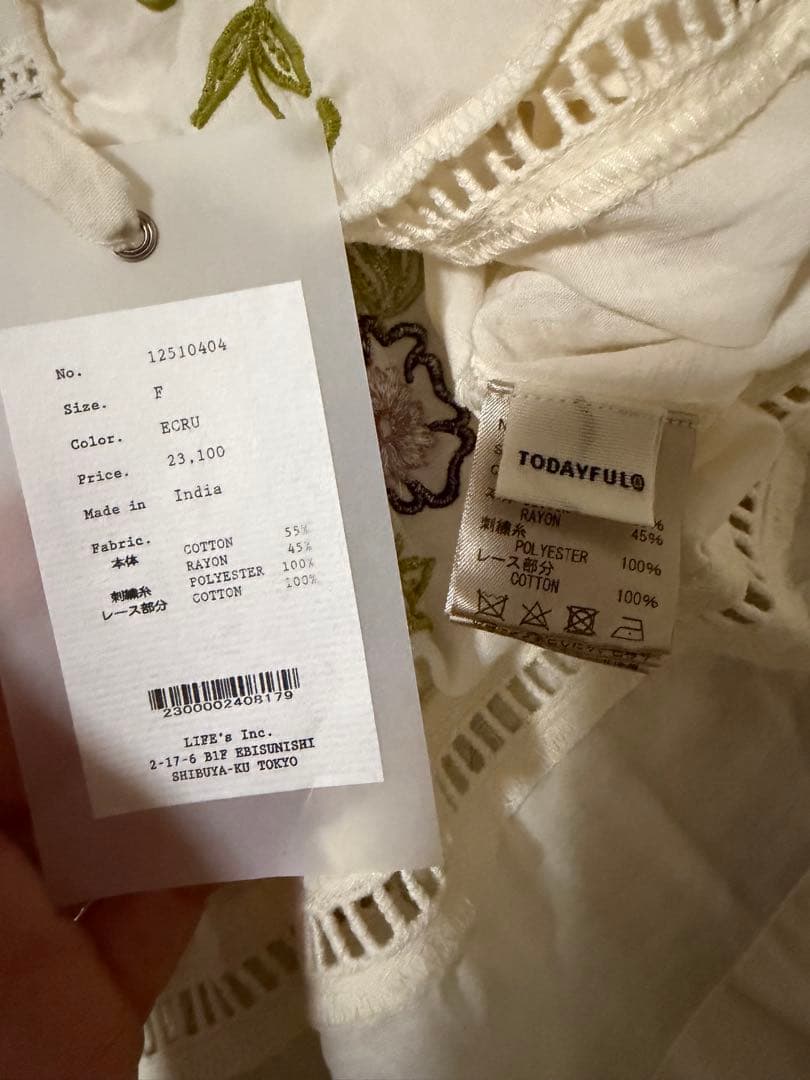 No. 12510404
Size. F
Color. ECRU
Price. 23,100
Made in India
Fabric.
本体 COTTON 55%
RAYON 45%
刺繍糸 POLYESTER 100%
レース部分 COTTON 100%
2300002408179
LIFE's Inc.
2-17-6 B1F EBISUNISHI
SHIBUYA-KU TOKYO
TODAYFUL
RAYON 45%
刺繍糸
POLYESTER 100%
レース部分
COTTON 100%